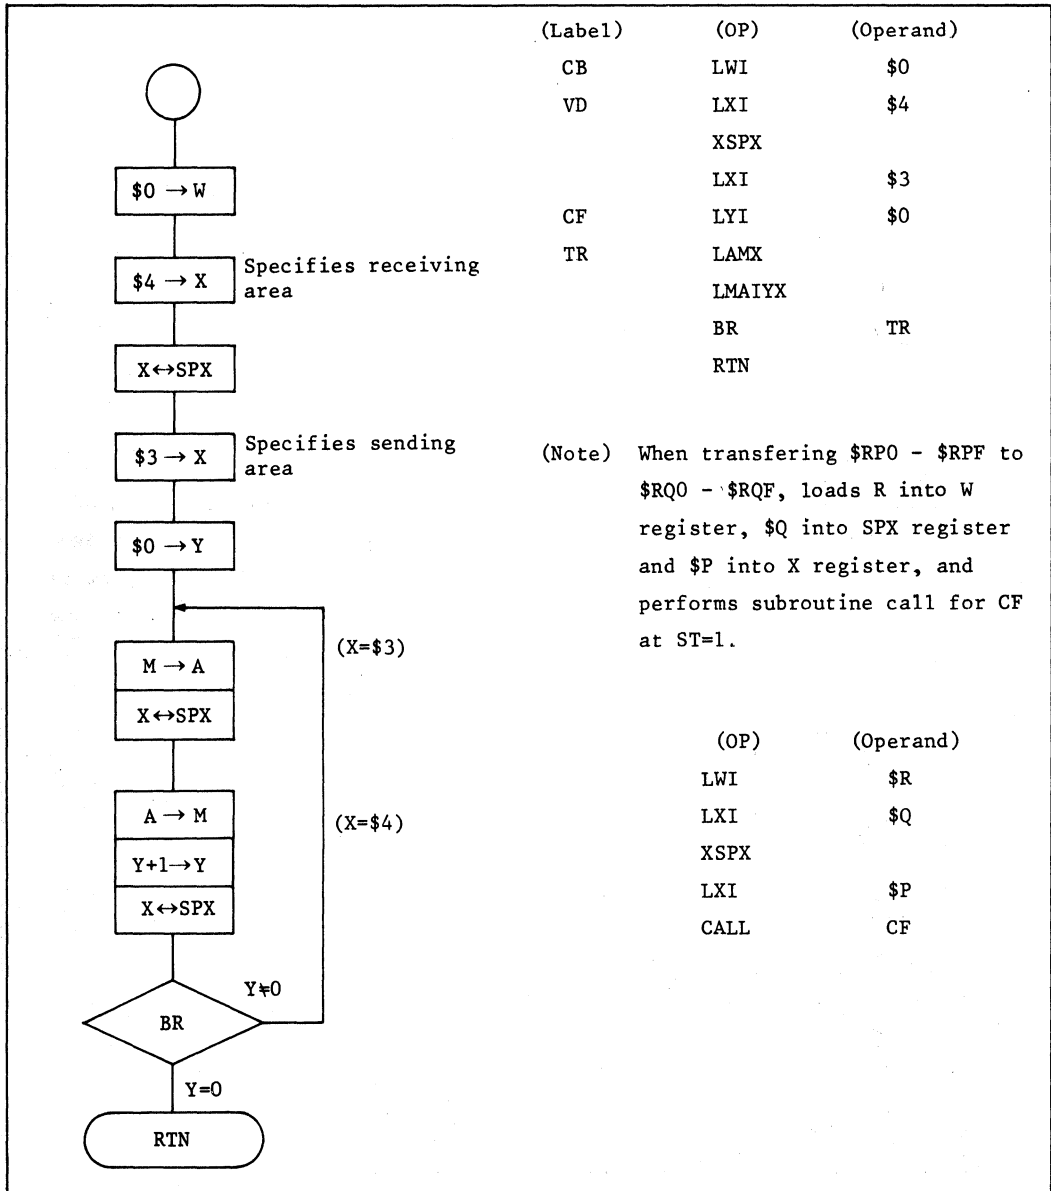 $0 → W
$4 → X
Specifies receiving
area
X↔SPX
$3 → X
Specifies sending
area
$0 → Y
(X=$3)
M → A
X↔SPX
(X=$4)
A → M
Y+1→Y
X↔SPX
Y≠0
BR
Y=0
RTN
(Label) (OP) (Operand)
CB LWI $0
VD LXI $4
XSPX
LXI $3
CF LYI $0
TR LAMX
LMAIYX
BR TR
RTN
(Note) When transfering $RP0 - $RPF to
$RQ0 - $RQF, loads R into W
register, $Q into SPX register
and $P into X register, and
performs subroutine call for CF
at ST=1.
(OP) (Operand)
LWI $R
LXI $Q
XSPX
LXI $P
CALL CF